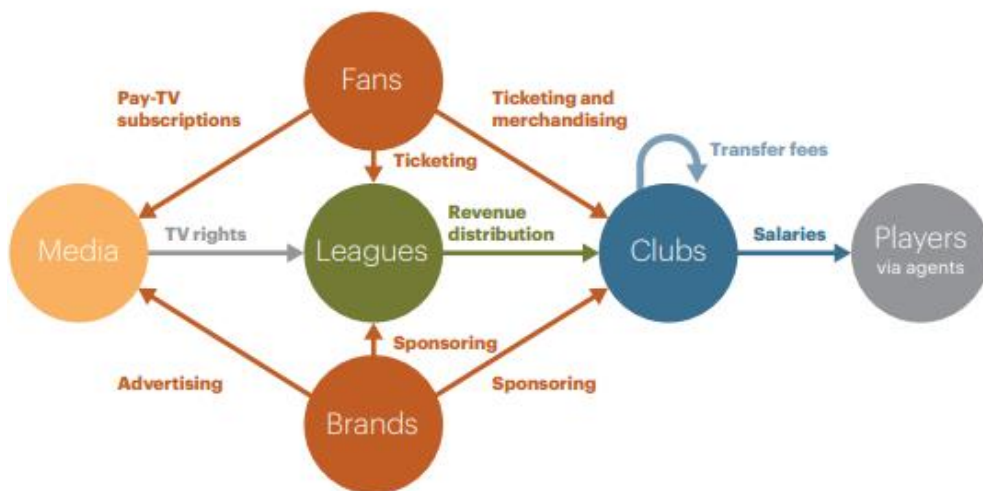 Fans
Pay-TV
subscriptions
Ticketing and
merchandising
Transfer fees
Ticketing
Media
TV rights
Leagues
Revenue
distribution
Clubs
Salaries
Players
via agents
Sponsoring
Advertising
Sponsoring
Brands